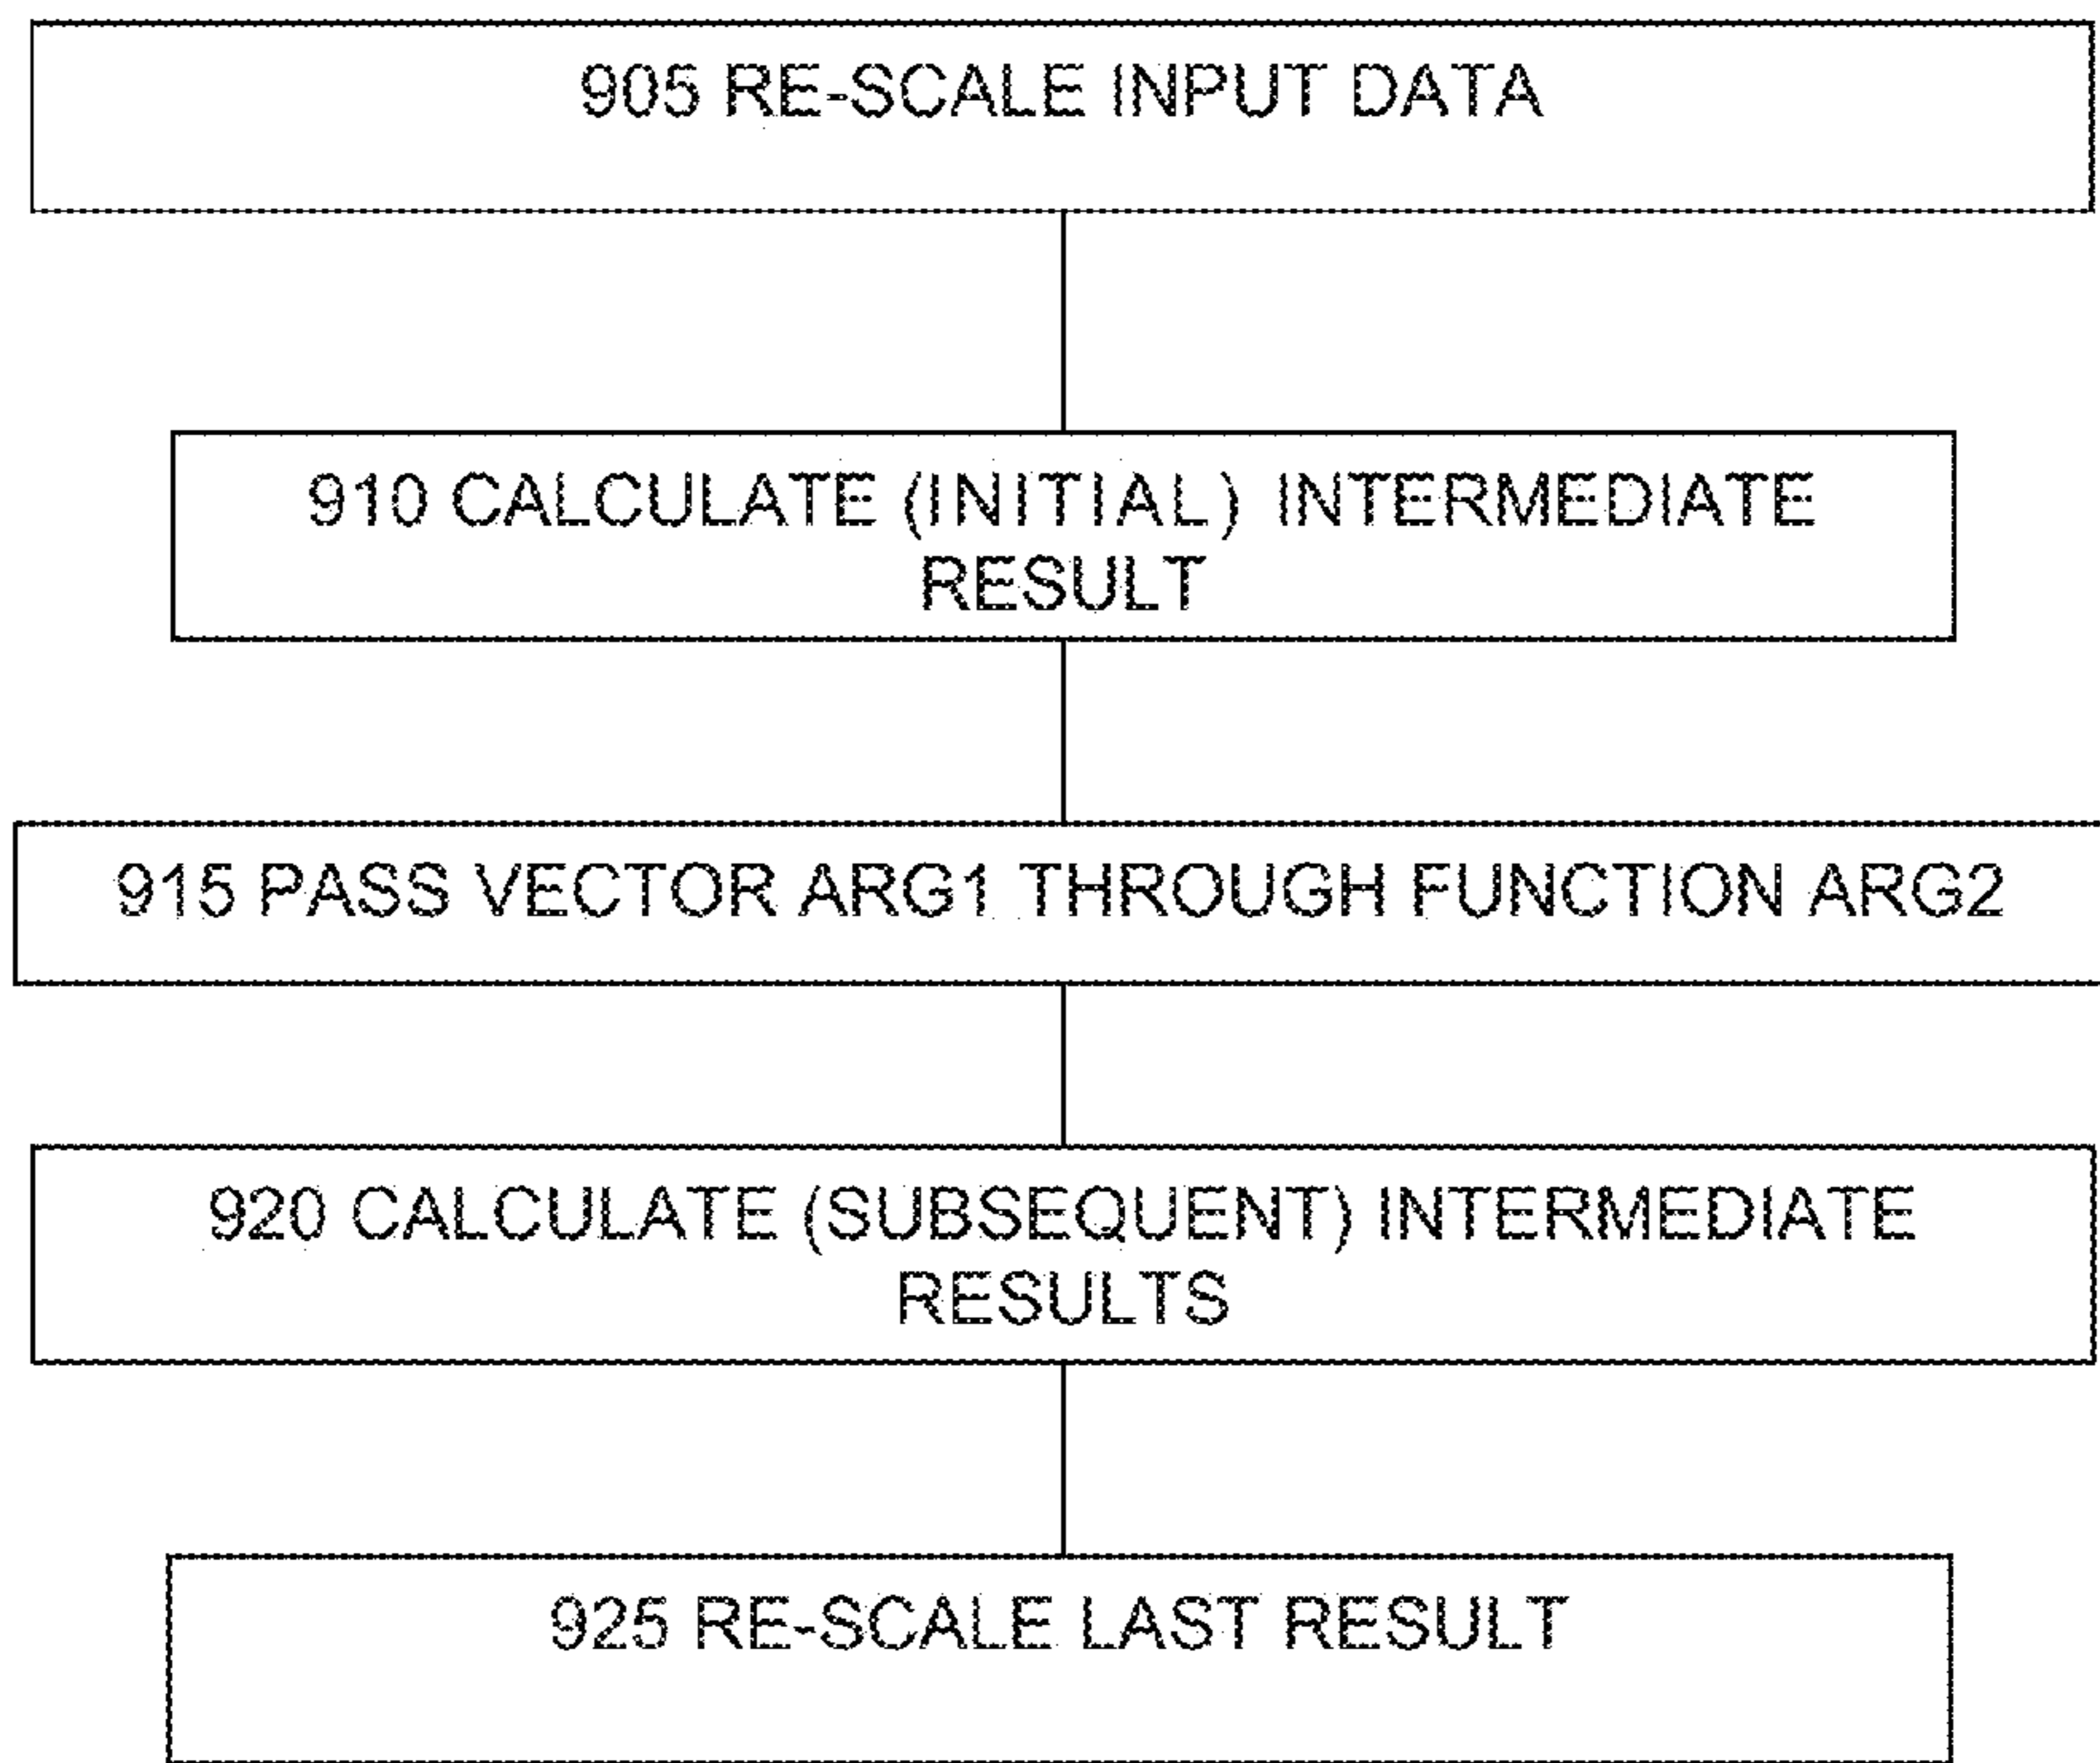 905 RE-SCALE INPUT DATA
910 CALCULATE (INITIAL) INTERMEDIATE
RESULT
915 PASS VECTOR ARG1 THROUGH FUNCTION ARG2
920 CALCULATE (SUBSEQUENT) INTERMEDIATE
RESULTS
925 RE-SCALE LAST RESULT